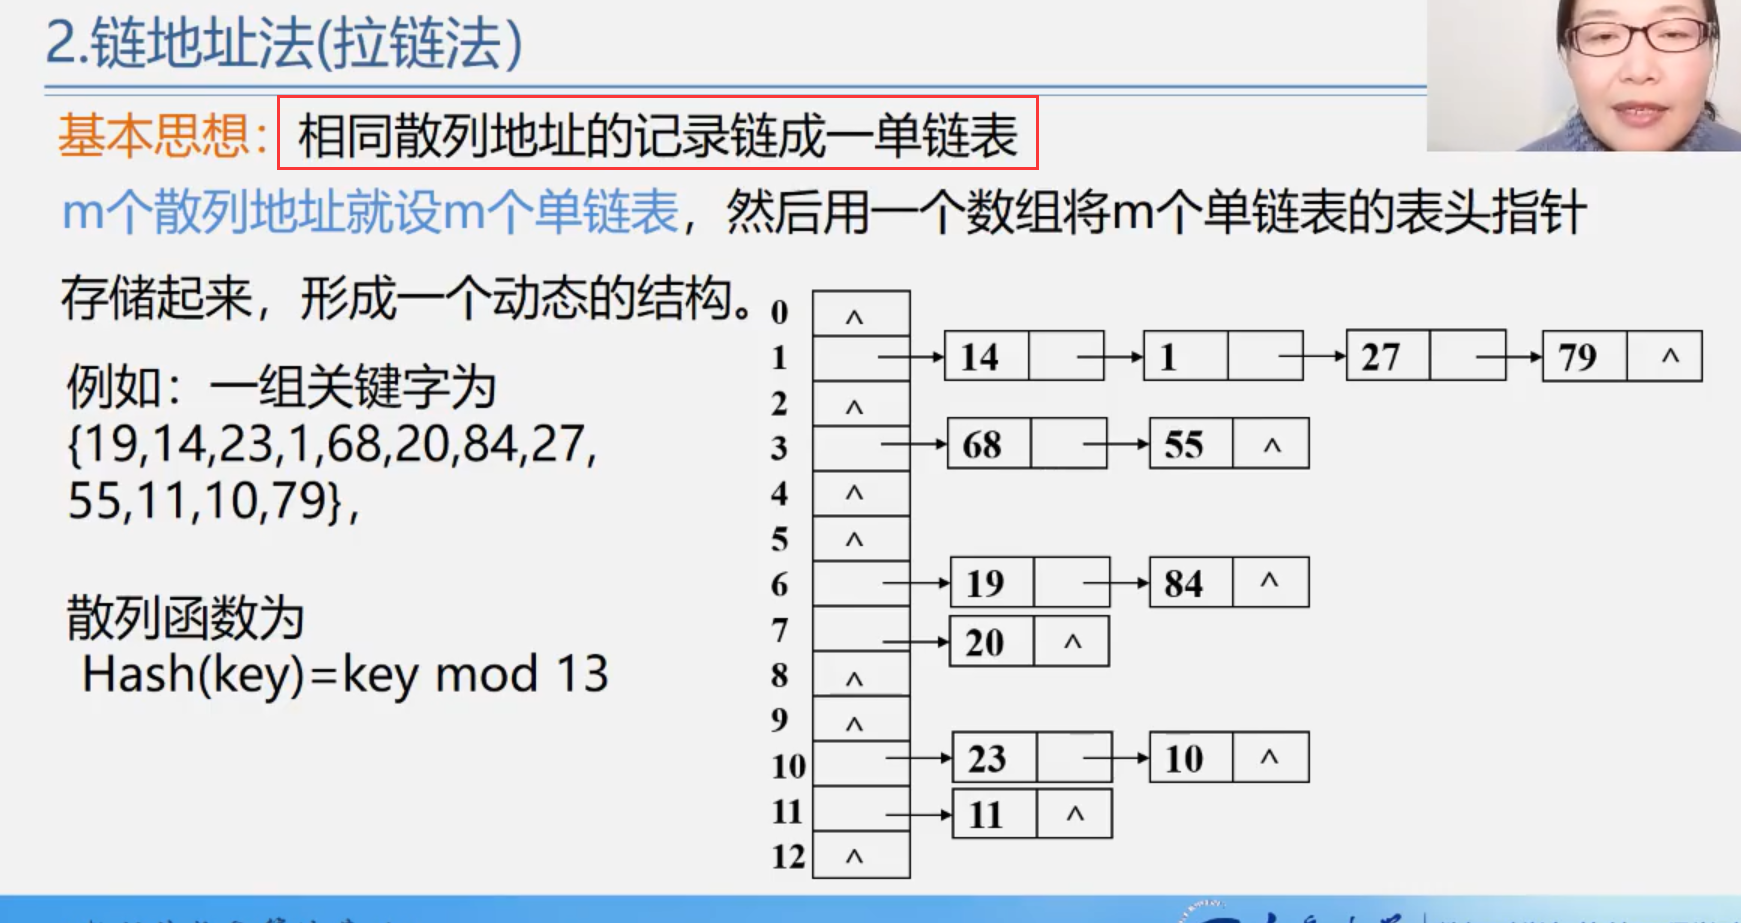 2.链地址法(拉链法)
基本思想：相同散列地址的记录链成一单链表
m个散列地址就设m个单链表，然后用一个数组将m个单链表的表头指针
存储起来，形成一个动态的结构。
例如：一组关键字为
{19,14,23,1,68,20,84,27,
55,11,10,79},
散列函数为
Hash(key)=key mod 13
0 ^
1 14 1 27 79 ^
2 ^
3 68 55 ^
4 ^
5 ^
6 19 84 ^
7 20 ^
8 ^
9 ^
10 23 10 ^
11 11 ^
12 ^